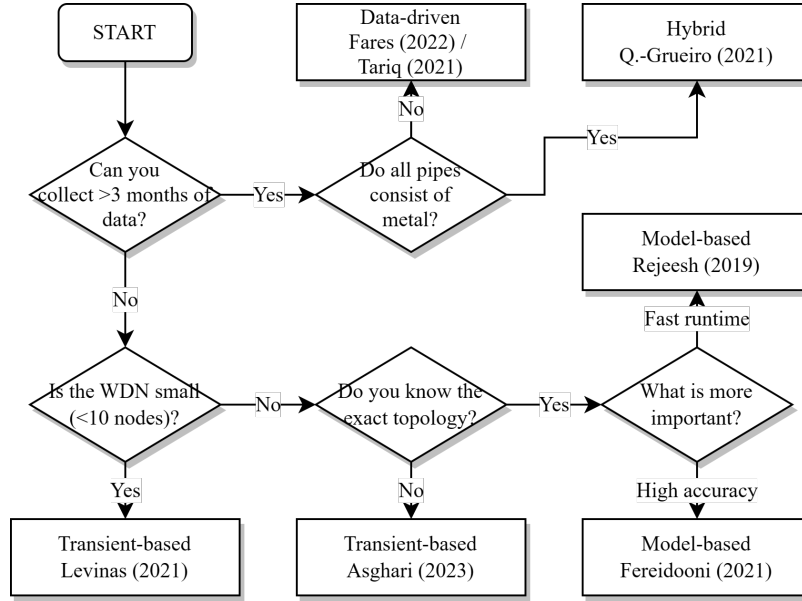 START
Data-driven
Fares (2022) /
Tariq (2021)
Hybrid
Q.-Grueiro (2021)
No
Yes
Can you
collect >3 months of
data?
Yes
Do all pipes
consist of
metal?
Model-based
Rejeesh (2019)
No
Fast runtime
Is the WDN small
(<10 nodes)?
No
Do you know the
exact topology?
Yes
What is more
important?
Yes
No
High accuracy
Transient-based
Levinas (2021)
Transient-based
Asghari (2023)
Model-based
Fereidooni (2021)